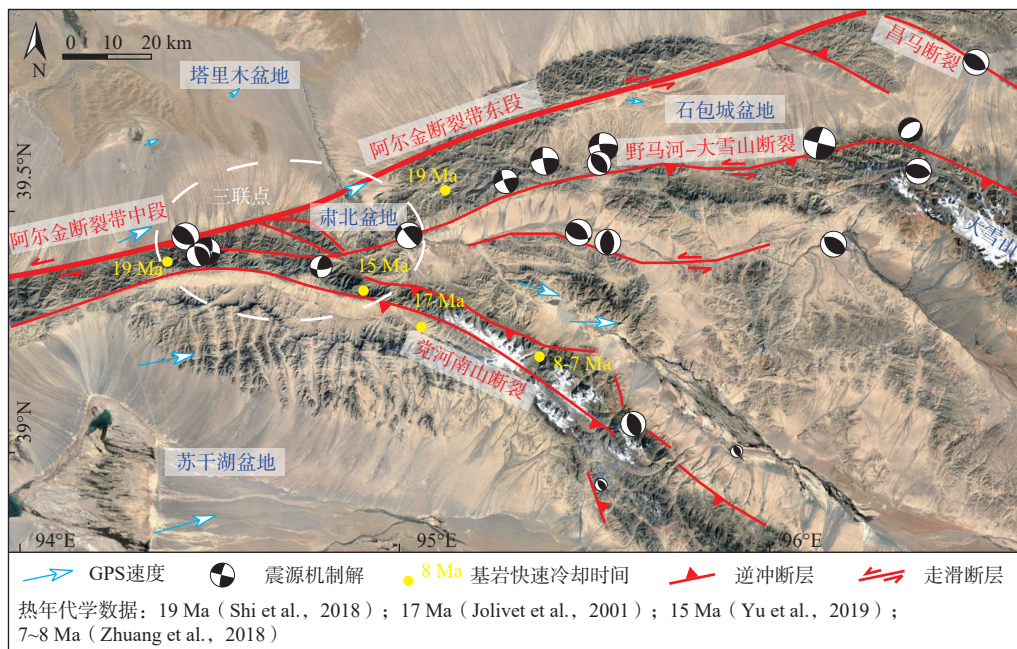 0 10 20 km
N
昌马断裂
塔里木盆地
阿尔金断裂带东段
石包城盆地
野马河-大雪山断裂
39.5°N
三联点
19 Ma
阿尔金断裂带中段
肃北盆地
大雪山
19 Ma
15 Ma
17 Ma
党河南山断裂
8-7 Ma
39°N
苏干湖盆地
94°E
95°E
96°E
GPS速度
震源机制解
8 Ma 基岩快速冷却时间
逆冲断层
走滑断层
热年代学数据：19 Ma（Shi et al.，2018）；17 Ma（Jolivet et al.，2001）；15 Ma（Yu et al.，2019）；
7~8 Ma（Zhuang et al.，2018）